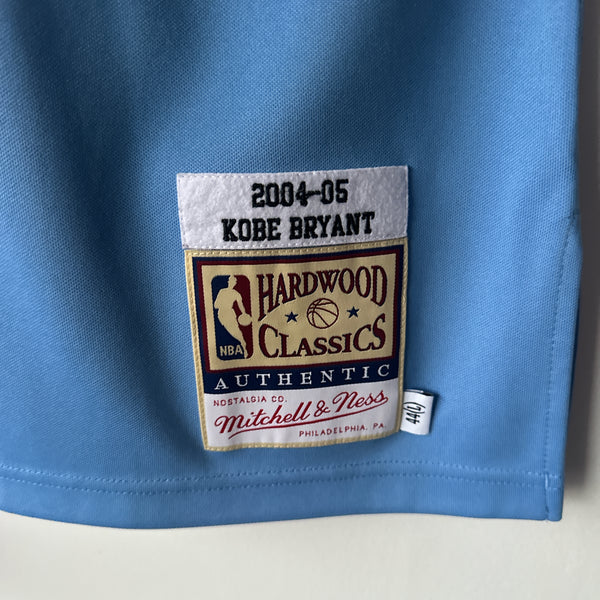 2004-05
KOBE BRYANT
NBA
HARDWOOD
CLASSICS
AUTHENTIC
NOSTALGIA CO.
Mitchell & Ness
PHILADELPHIA, PA.
44(L)